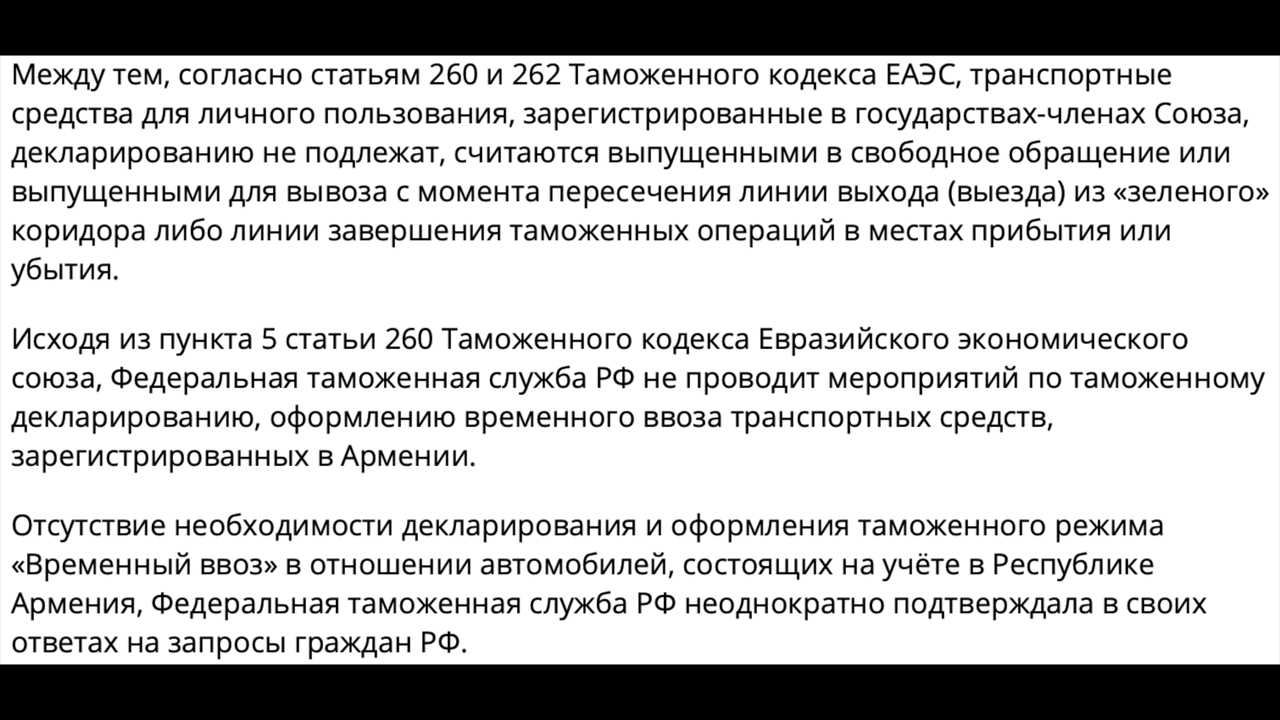 Между тем, согласно статьям 260 и 262 Таможенного кодекса ЕАЭС, транспортные
средства для личного пользования, зарегистрированные в государствах-членах Союза,
декларированию не подлежат, считаются выпущенными в свободное обращение или
выпущенными для вывоза с момента пересечения линии выхода (выезда) из «зеленого»
коридора либо линии завершения таможенных операций в местах прибытия или
убытия.
Исходя из пункта 5 статьи 260 Таможенного кодекса Евразийского экономического
союза, Федеральная таможенная служба РФ не проводит мероприятий по таможенному
декларированию, оформлению временного ввоза транспортных средств,
зарегистрированных в Армении.
Отсутствие необходимости декларирования и оформления таможенного режима
«Временный ввоз» в отношении автомобилей, состоящих на учёте в Республике
Армения, Федеральная таможенная служба РФ неоднократно подтверждала в своих
ответах на запросы граждан РФ.